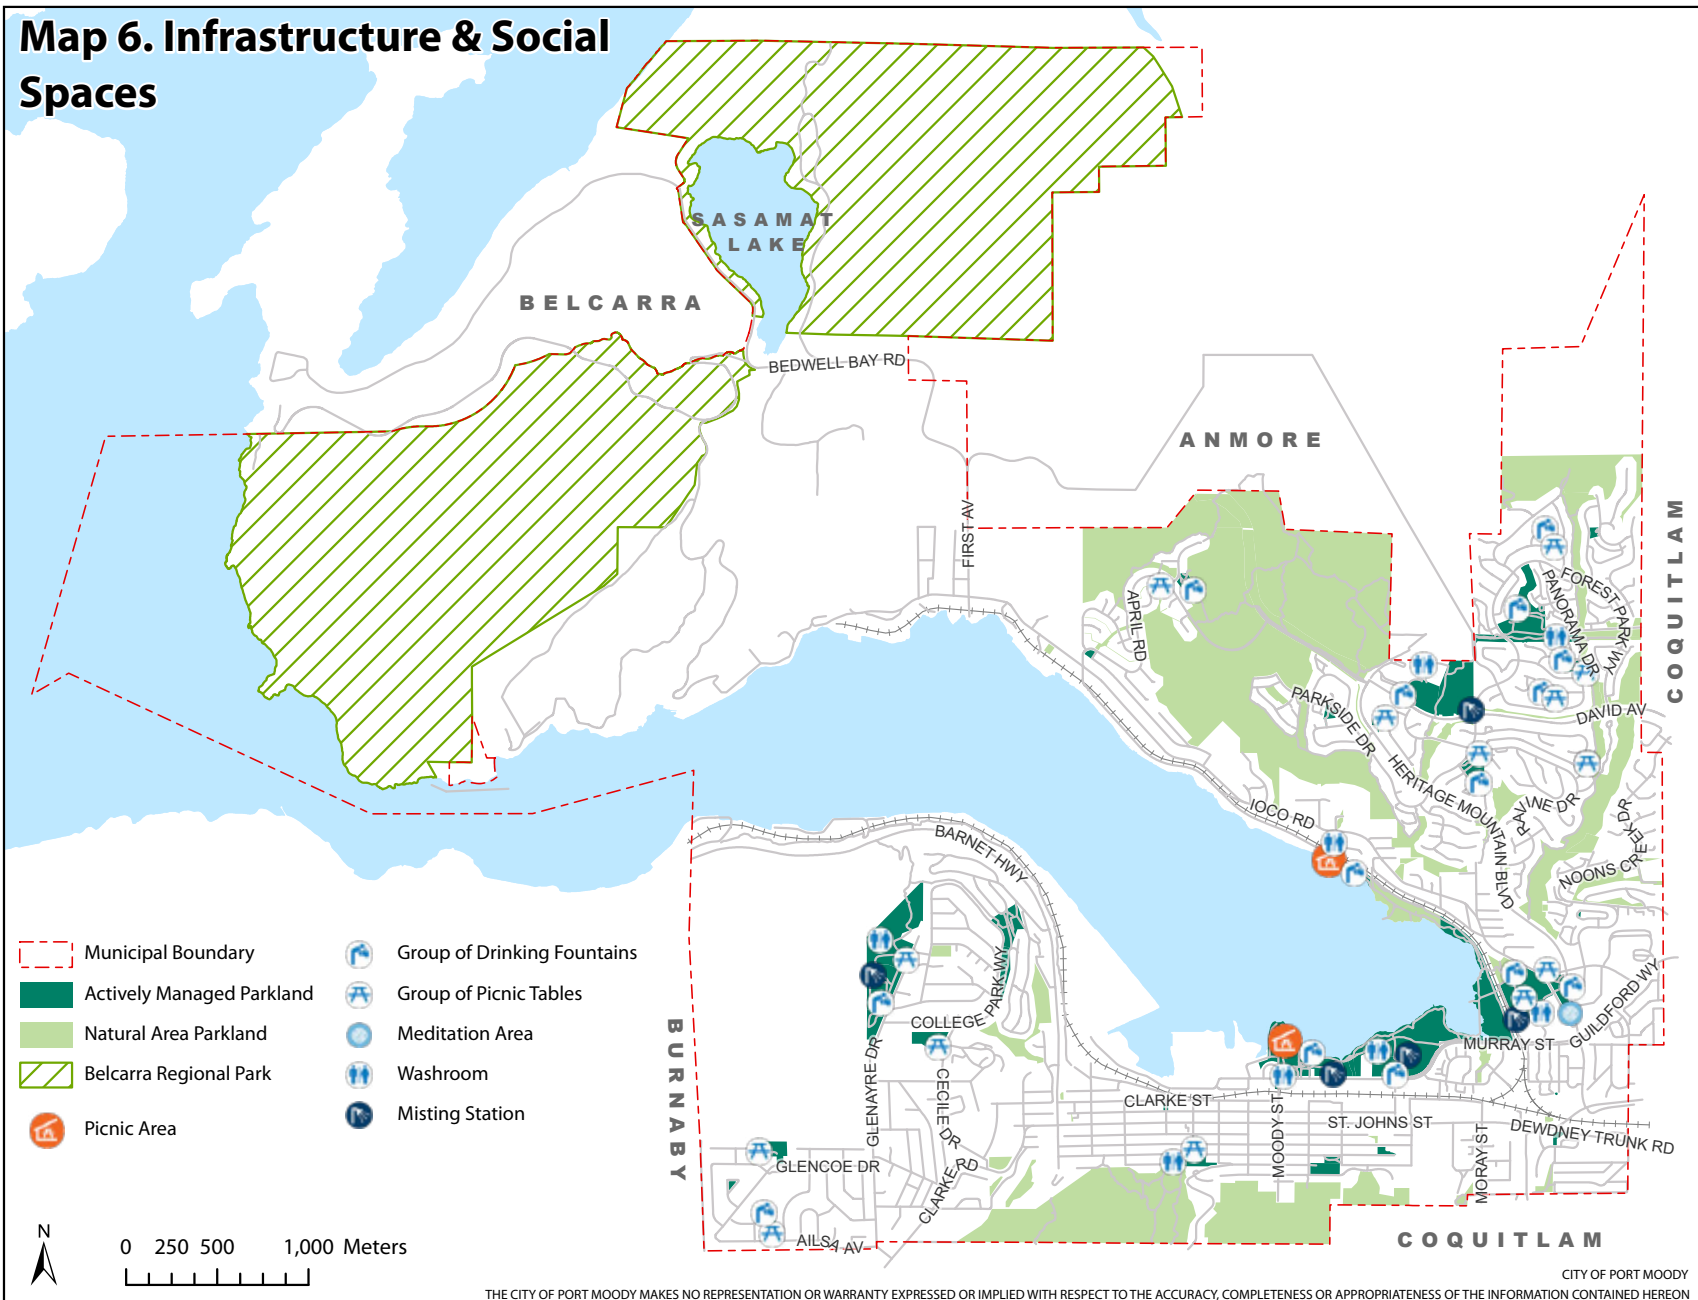 Map 6. Infrastructure & Social
Spaces
SASAMAT
LAKE
BELCARRA
BEDWELL BAY RD
ANMORE
FIRST AV
APRIL RD
COQUITLAM
FOREST PARK WY
PANORAMA DR
DAVID AV
PARKSIDE DR
HERITAGE MOUNTAIN BLVD
RAVINE DR
NOONS CREEK DR
IOCO RD
BARNET HWY
COLLEGE PARK WY
GUILDFORD WY
MURRAY ST
GLENAYRE DR
CECILE DR
CLARKE ST
MOODY ST
ST. JOHNS ST
DEWDNEY TRUNK RD
MORAY ST
BURNABY
GLENCOE DR
CLARKE RD
AILSA AV
COQUITLAM
Municipal Boundary
Actively Managed Parkland
Natural Area Parkland
Belcarra Regional Park
Picnic Area
Group of Drinking Fountains
Group of Picnic Tables
Meditation Area
Washroom
Misting Station
N
0 250 500 1,000 Meters
CITY OF PORT MOODY
THE CITY OF PORT MOODY MAKES NO REPRESENTATION OR WARRANTY EXPRESSED OR IMPLIED WITH RESPECT TO THE ACCURACY, COMPLETENESS OR APPROPRIATENESS OF THE INFORMATION CONTAINED HEREON